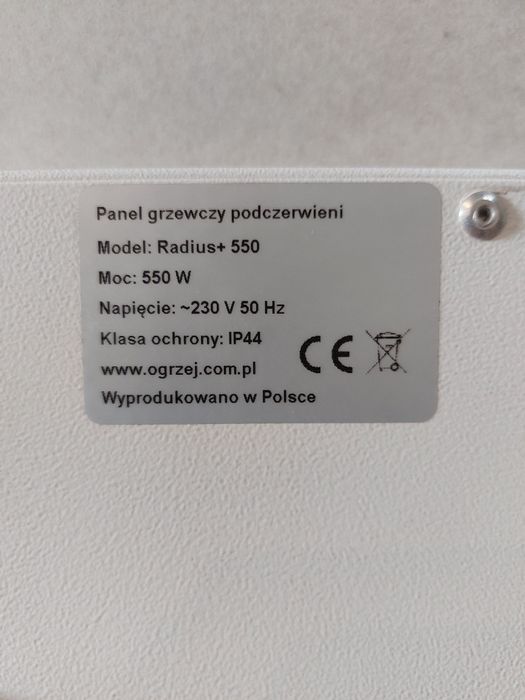 Panel grzewczy podczerwieni
Model: Radius+ 550
Moc: 550 W
Napięcie: ~230 V 50 Hz
Klasa ochrony: IP44
CE
www.ogrzej.com.pl
Wyprodukowano w Polsce